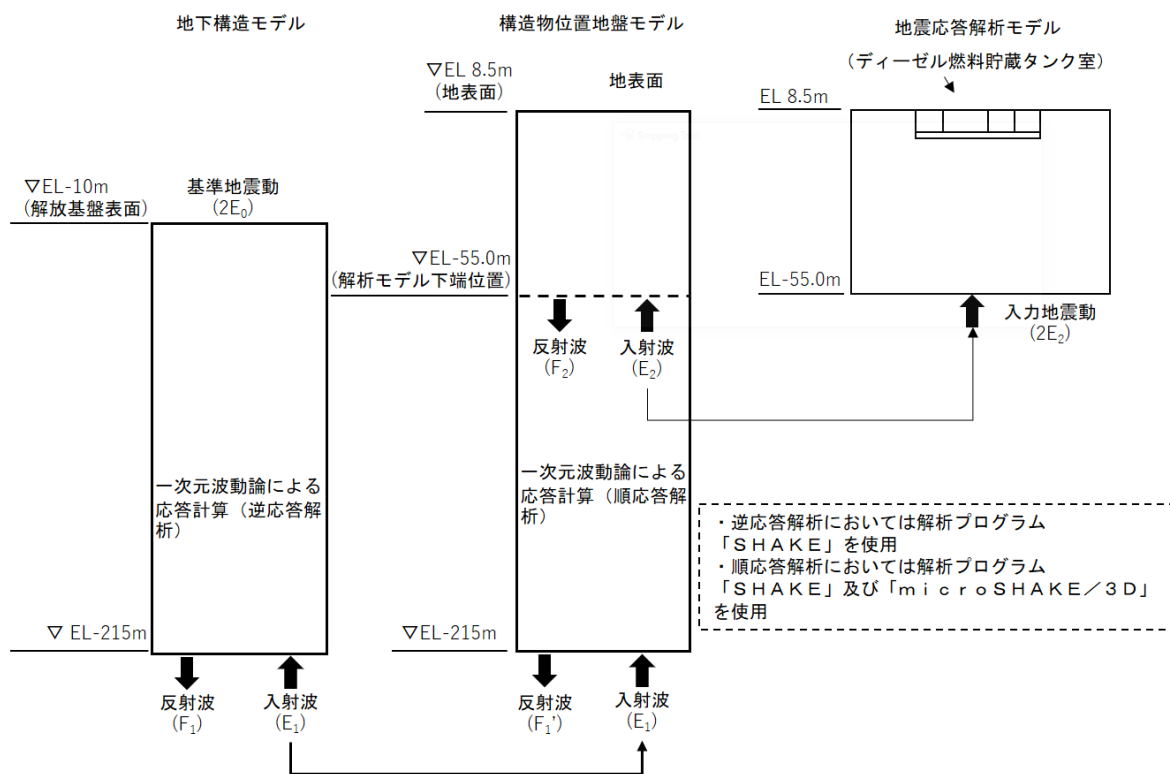 地下構造モデル
▽EL-10m
(解放基盤表面)
基準地震動
(2E₀)
一次元波動論による
応答計算（逆応答解
析）
▽ EL-215m
反射波
(F₁)
入射波
(E₁)
構造物位置地盤モデル
▽EL 8.5m
(地表面)
地表面
▽EL-55.0m
(解析モデル下端位置)
反射波
(F₂)
入射波
(E₂)
一次元波動論による
応答計算（順応答解
析）
▽EL-215m
反射波
(F₁’)
入射波
(E₁)
地震応答解析モデル
（ディーゼル燃料貯蔵タンク室）
EL 8.5m
EL-55.0m
入力地震動
(2E₂)
・逆応答解析においては解析プログラム
「ＳＨＡＫＥ」を使用
・順応答解析においては解析プログラム
「ＳＨＡＫＥ」及び「ｍｉｃｒｏＳＨＡＫＥ／３Ｄ」
を使用